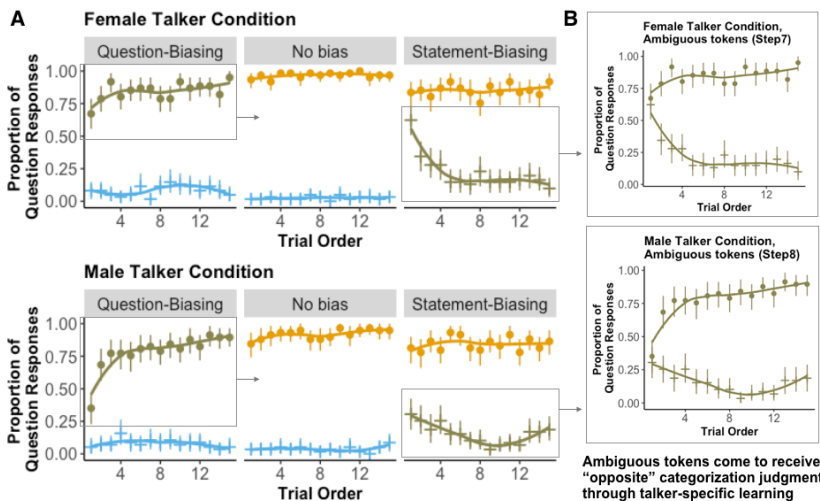 A
Female Talker Condition
Question-Biasing
No bias
Statement-Biasing
Proportion of
Question Responses
1.00
0.75
0.50
0.25
0.00
4
8
12
4
8
12
4
8
12
Trial Order
Male Talker Condition
Question-Biasing
No bias
Statement-Biasing
Proportion of
Question Responses
1.00
0.75
0.50
0.25
0.00
4
8
12
4
8
12
4
8
12
Trial Order
B
Female Talker Condition,
Ambiguous tokens (Step7)
Proportion of
Question Responses
1.00
0.75
0.50
0.25
0.00
4
8
12
Trial Order
Male Talker Condition,
Ambiguous tokens (Step8)
Proportion of
Question Responses
1.00
0.75
0.50
0.25
0.00
4
8
12
Trial Order
Ambiguous tokens come to receive
“opposite” categorization judgment
through talker-specific learning